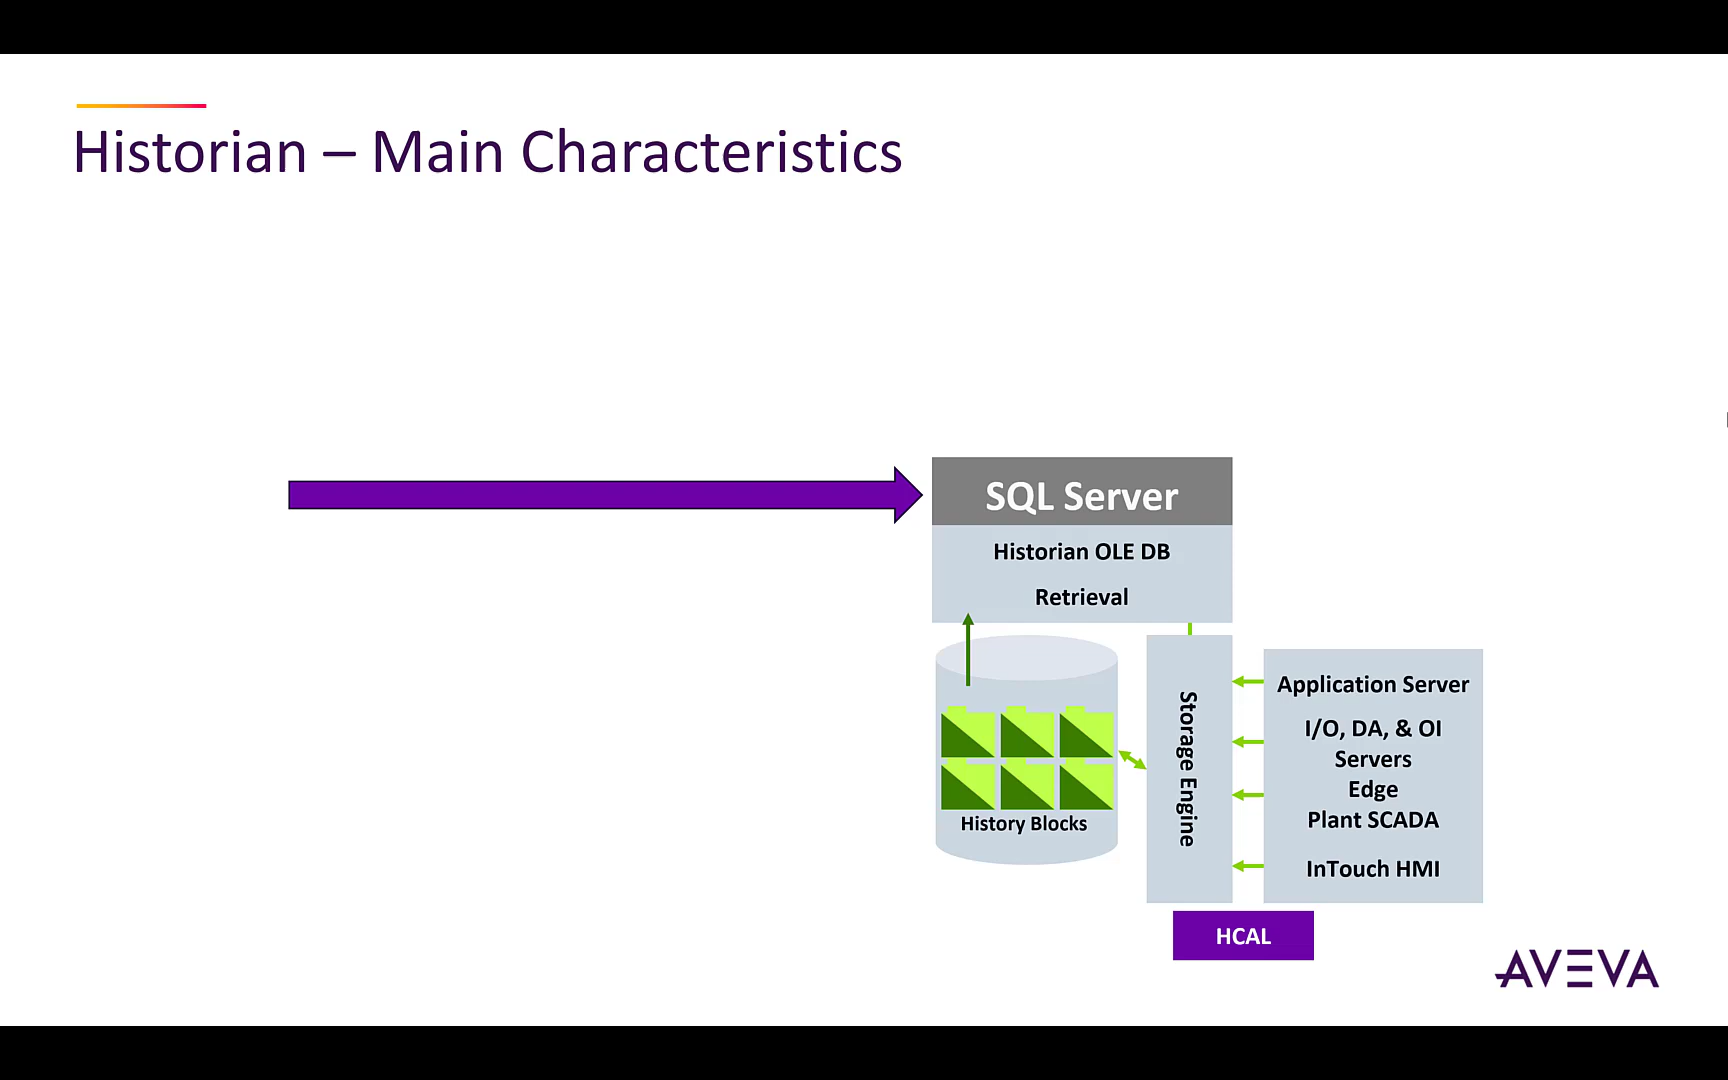 Historian – Main Characteristics
SQL Server
Historian OLE DB
Retrieval
History Blocks
Storage Engine
Application Server
I/O, DA, & OI
Servers
Edge
Plant SCADA
InTouch HMI
HCAL
AVEVA